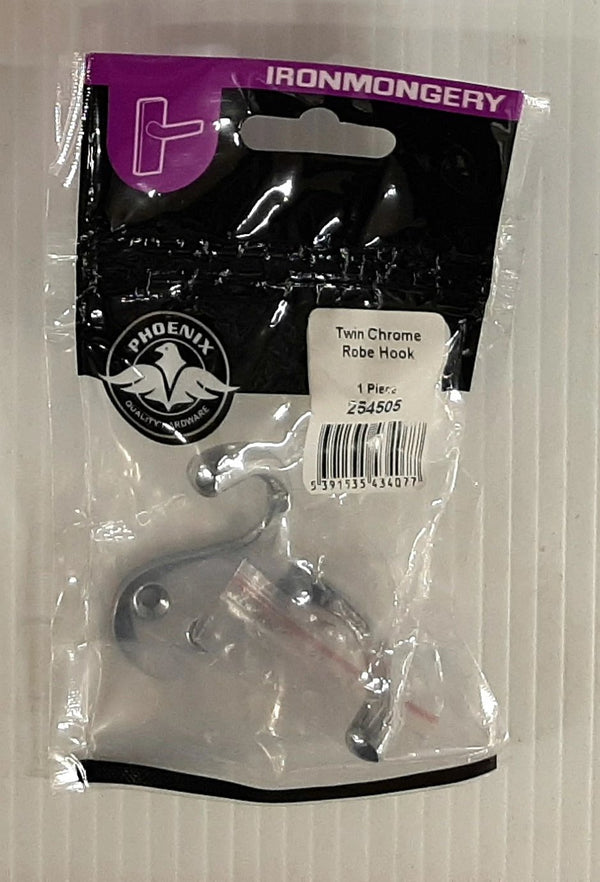 IRONMONGERY
PHOENIX
QUALITY HARDWARE
Twin Chrome
Robe Hook
1 Piece
254505
5 391535 434077